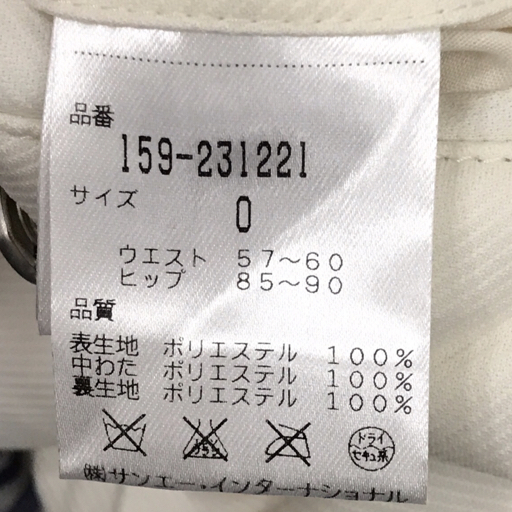 品番
159-231221
サイズ
0
ウエスト 57～60
ヒップ 85～90
品質
表生地 ポリエステル 100%
中わた ポリエステル 100%
裏生地 ポリエステル 100%
ドライ
セキユ系
㈱サンエー・インターナショナル